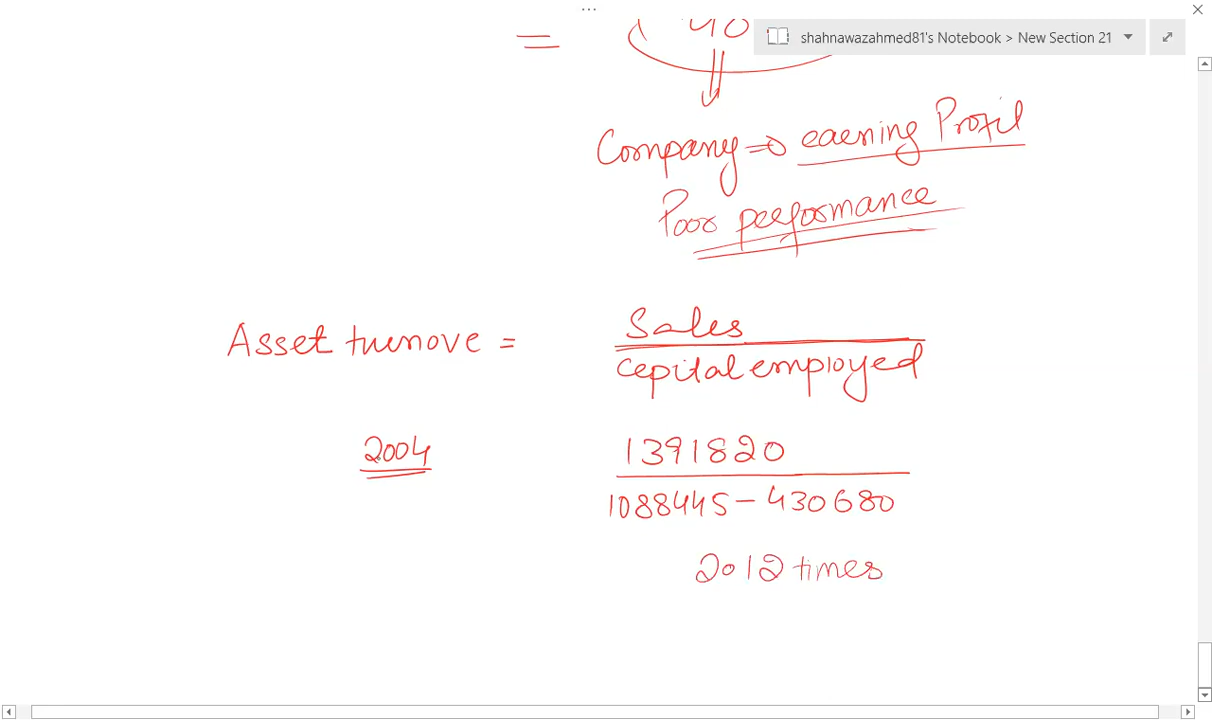 ...
shahnawazahmed81's Notebook > New Section 21
=
Company ⇒ earning Profit
Poor performance
Asset turnove = Sales
cepital employed
2004
1391820
1088445 - 430680
2012 times